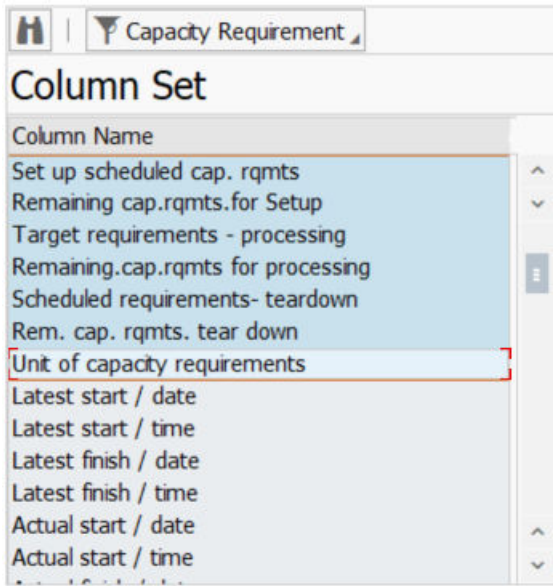 Capacity Requirement
Column Set
Column Name
Set up scheduled cap. rqmts
Remaining cap.rqmts.for Setup
Target requirements - processing
Remaining.cap.rqmts for processing
Scheduled requirements- teardown
Rem. cap. rqmts. tear down
Unit of capacity requirements
Latest start / date
Latest start / time
Latest finish / date
Latest finish / time
Actual start / date
Actual start / time